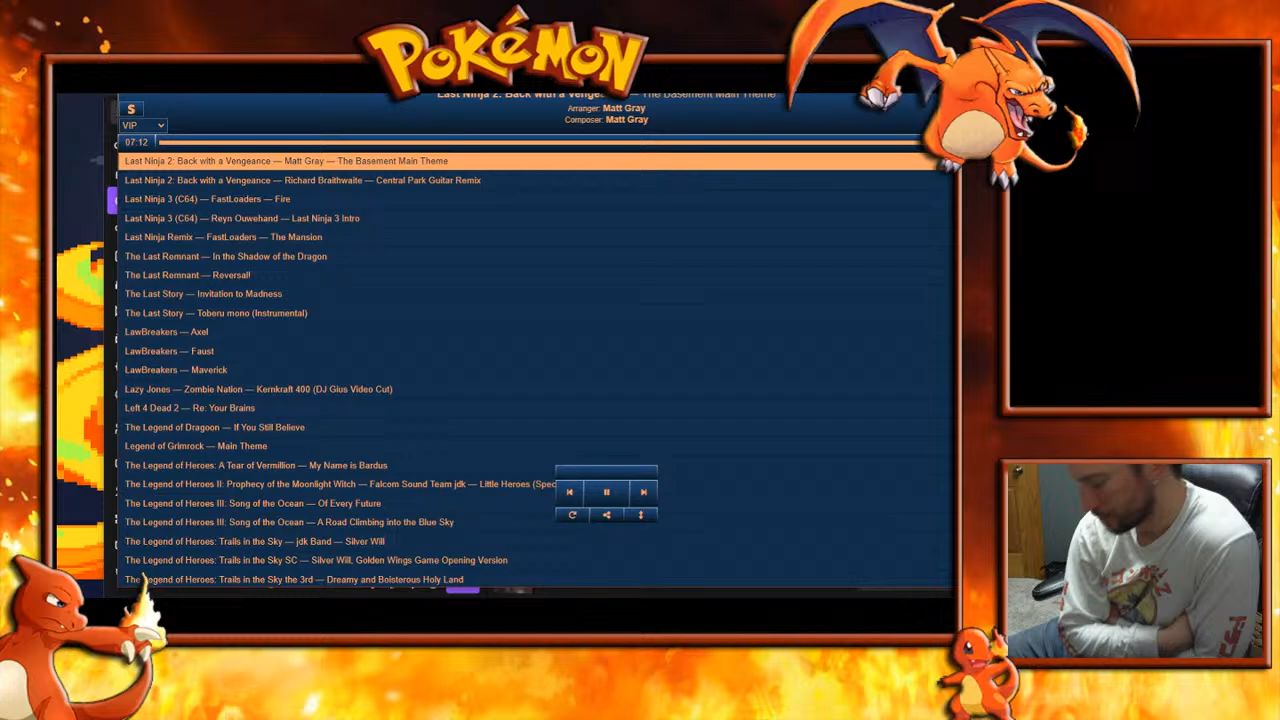 POKéMON
S
Last Ninja 2: Back with a Vengeance — The Basement Main Theme
Arranger: Matt Gray
VIP
Composer: Matt Gray
07:12
Last Ninja 2: Back with a Vengeance — Matt Gray — The Basement Main Theme
Last Ninja 2: Back with a Vengeance — Richard Braithwaite — Central Park Guitar Remix
Last Ninja 3 (C64) — FastLoaders — Fire
Last Ninja 3 (C64) — Reyn Ouwehand — Last Ninja 3 Intro
Last Ninja Remix — FastLoaders — The Mansion
The Last Remnant — In the Shadow of the Dragon
The Last Remnant — Reversal!
The Last Story — Invitation to Madness
The Last Story — Toberu mono (Instrumental)
LawBreakers — Axel
LawBreakers — Faust
LawBreakers — Maverick
Lazy Jones — Zombie Nation — Kernkraft 400 (DJ Gius Video Cut)
Left 4 Dead 2 — Re: Your Brains
The Legend of Dragoon — If You Still Believe
Legend of Grimrock — Main Theme
The Legend of Heroes: A Tear of Vermillion — My Name is Bardus
The Legend of Heroes II: Prophecy of the Moonlight Witch — Falcom Sound Team jdk — Little Heroes (Spec
The Legend of Heroes III: Song of the Ocean — Of Every Future
The Legend of Heroes III: Song of the Ocean — A Road Climbing into the Blue Sky
The Legend of Heroes: Trails in the Sky — jdk Band — Silver Will
The Legend of Heroes: Trails in the Sky SC — Silver Will, Golden Wings Game Opening Version
The Legend of Heroes: Trails in the Sky the 3rd — Dreamy and Boisterous Holy Land